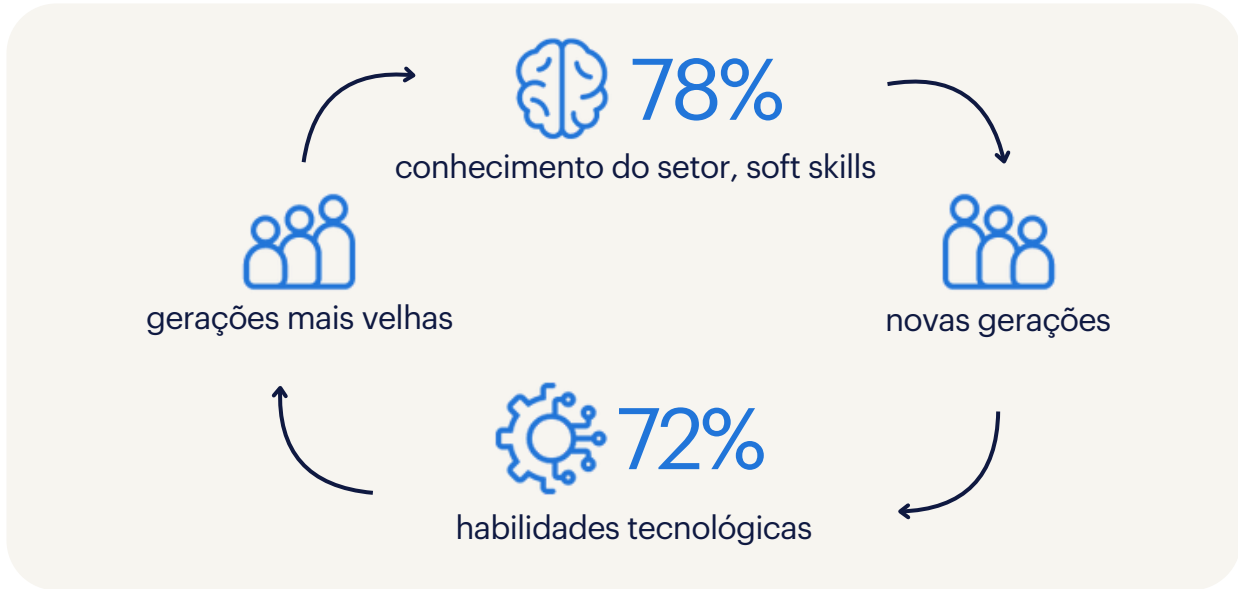 78%
conhecimento do setor, soft skills
gerações mais velhas
novas gerações
72%
habilidades tecnológicas